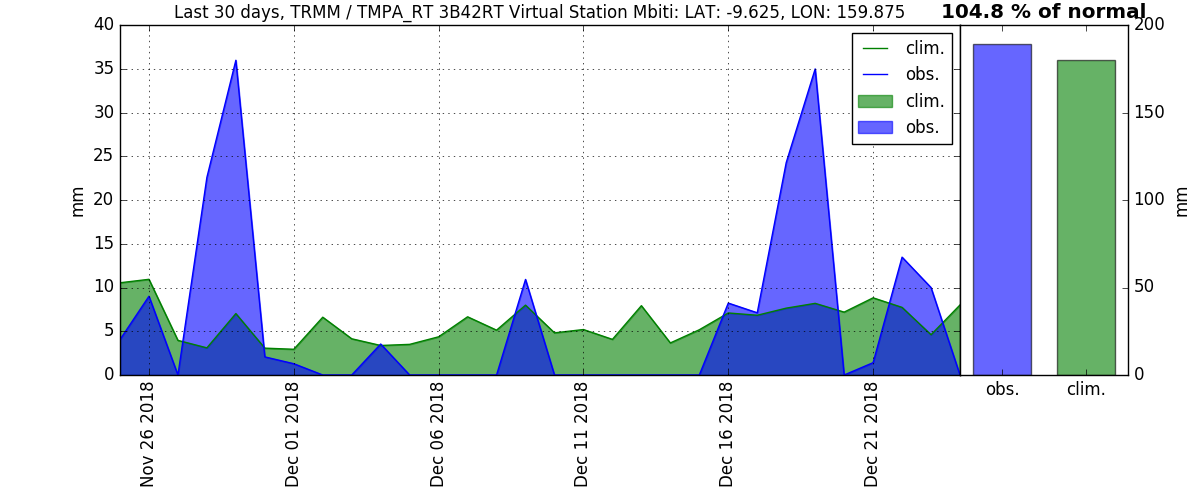 Last 30 days, TRMM / TMPA_RT 3B42RT Virtual Station Mbiti: LAT: -9.625, LON: 159.875
104.8 % of normal
40
35
30
25
20
15
10
5
0
mm
clim.
obs.
clim.
obs.
200
150
100
50
0
mm
obs.
clim.
Nov 26 2018
Dec 01 2018
Dec 06 2018
Dec 11 2018
Dec 16 2018
Dec 21 2018